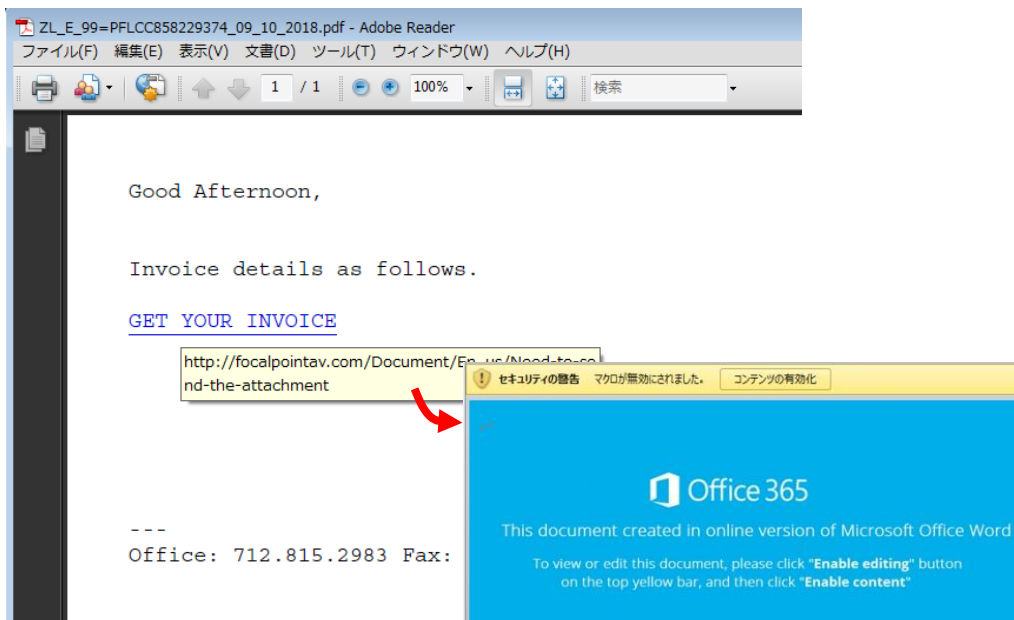 ZL_E_99=PFLCC858229374_09_10_2018.pdf - Adobe Reader
ファイル(F) 編集(E) 表示(V) 文書(D) ツール(T) ウィンドウ(W) ヘルプ(H)
1 / 1 100% 検索
Good Afternoon,
Invoice details as follows.
GET YOUR INVOICE
http://focalpointav.com/Document/En_us/Need-to-se
nd-the-attachment
セキュリティの警告 マクロが無効にされました。 コンテンツの有効化
Office 365
This document created in online version of Microsoft Office Word
To view or edit this document, please click "Enable editing" button
on the top yellow bar, and then click "Enable content"
---
Office: 712.815.2983 Fax: